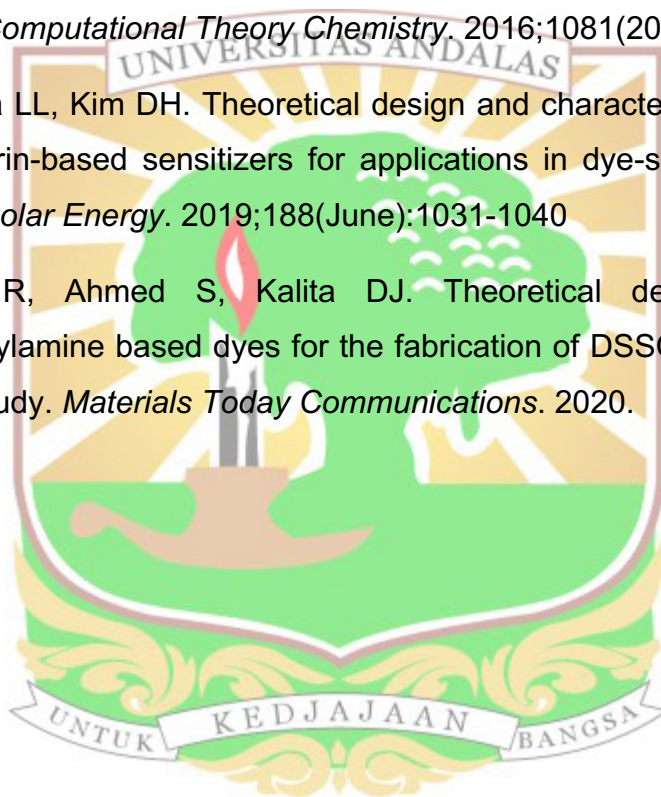 Computational Theory Chemistry. 2016;1081(20
UNIVERSITAS ANDALAS
LL, Kim DH. Theoretical design and characte
rin-based sensitizers for applications in dye-s
olar Energy. 2019;188(June):1031-1040
R, Ahmed S, Kalita DJ. Theoretical de
ylamine based dyes for the fabrication of DSSC
udy. Materials Today Communications. 2020.
UNTUK KEDJAJAAN BANGSA